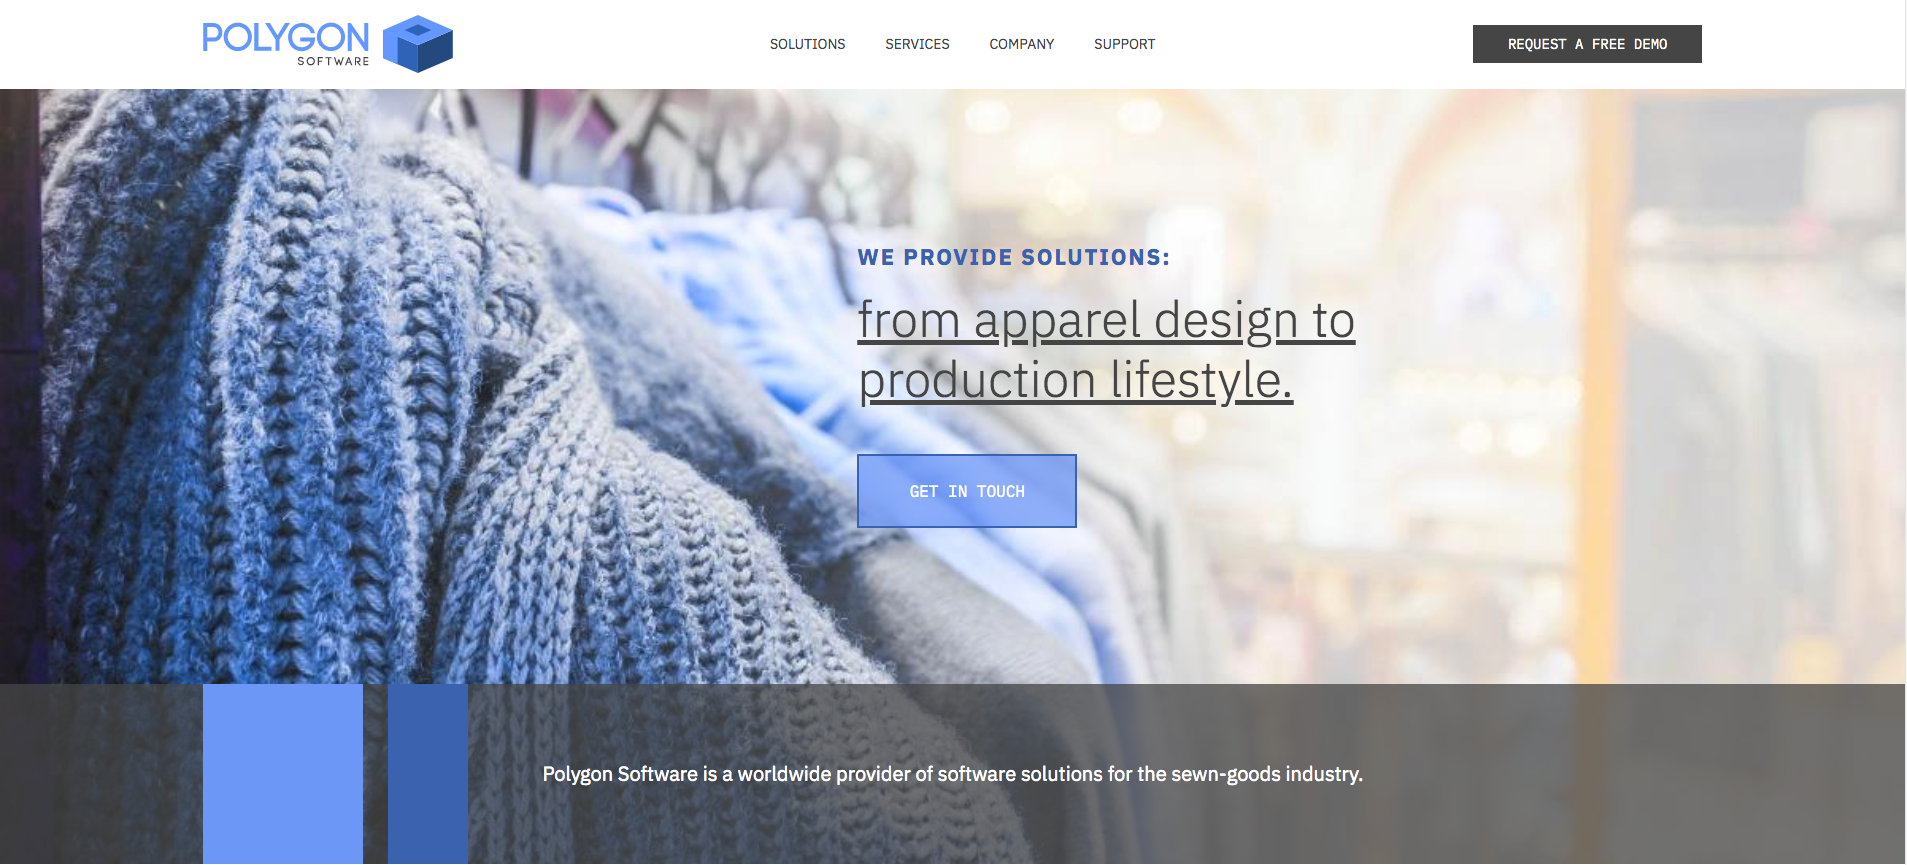 POLYGON
SOFTWARE
SOLUTIONS SERVICES COMPANY SUPPORT
REQUEST A FREE DEMO
WE PROVIDE SOLUTIONS:
from apparel design to
production lifestyle.
GET IN TOUCH
Polygon Software is a worldwide provider of software solutions for the sewn-goods industry.